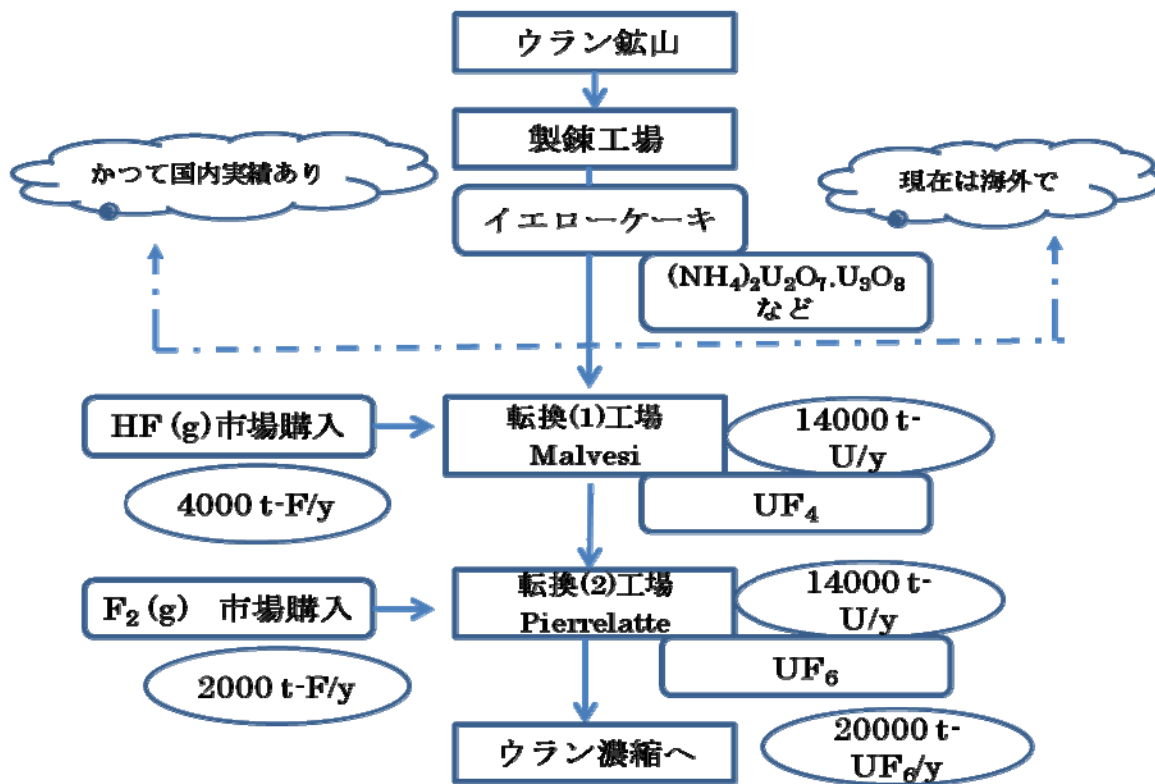 ウラン鉱山
製錬工場
かつて国内実績あり
現在は海外で
イエローケーキ
(NH₄)₂U₂O₇.U₃O₈
など
HF (g)市場購入
転換(1)工場
Malvesi
14000 t-
U/y
4000 t-F/y
UF₄
F₂ (g)　市場購入
転換(2)工場
Pierrelatte
14000 t-
U/y
2000 t-F/y
UF₆
ウラン濃縮へ
20000 t-
UF₆/y